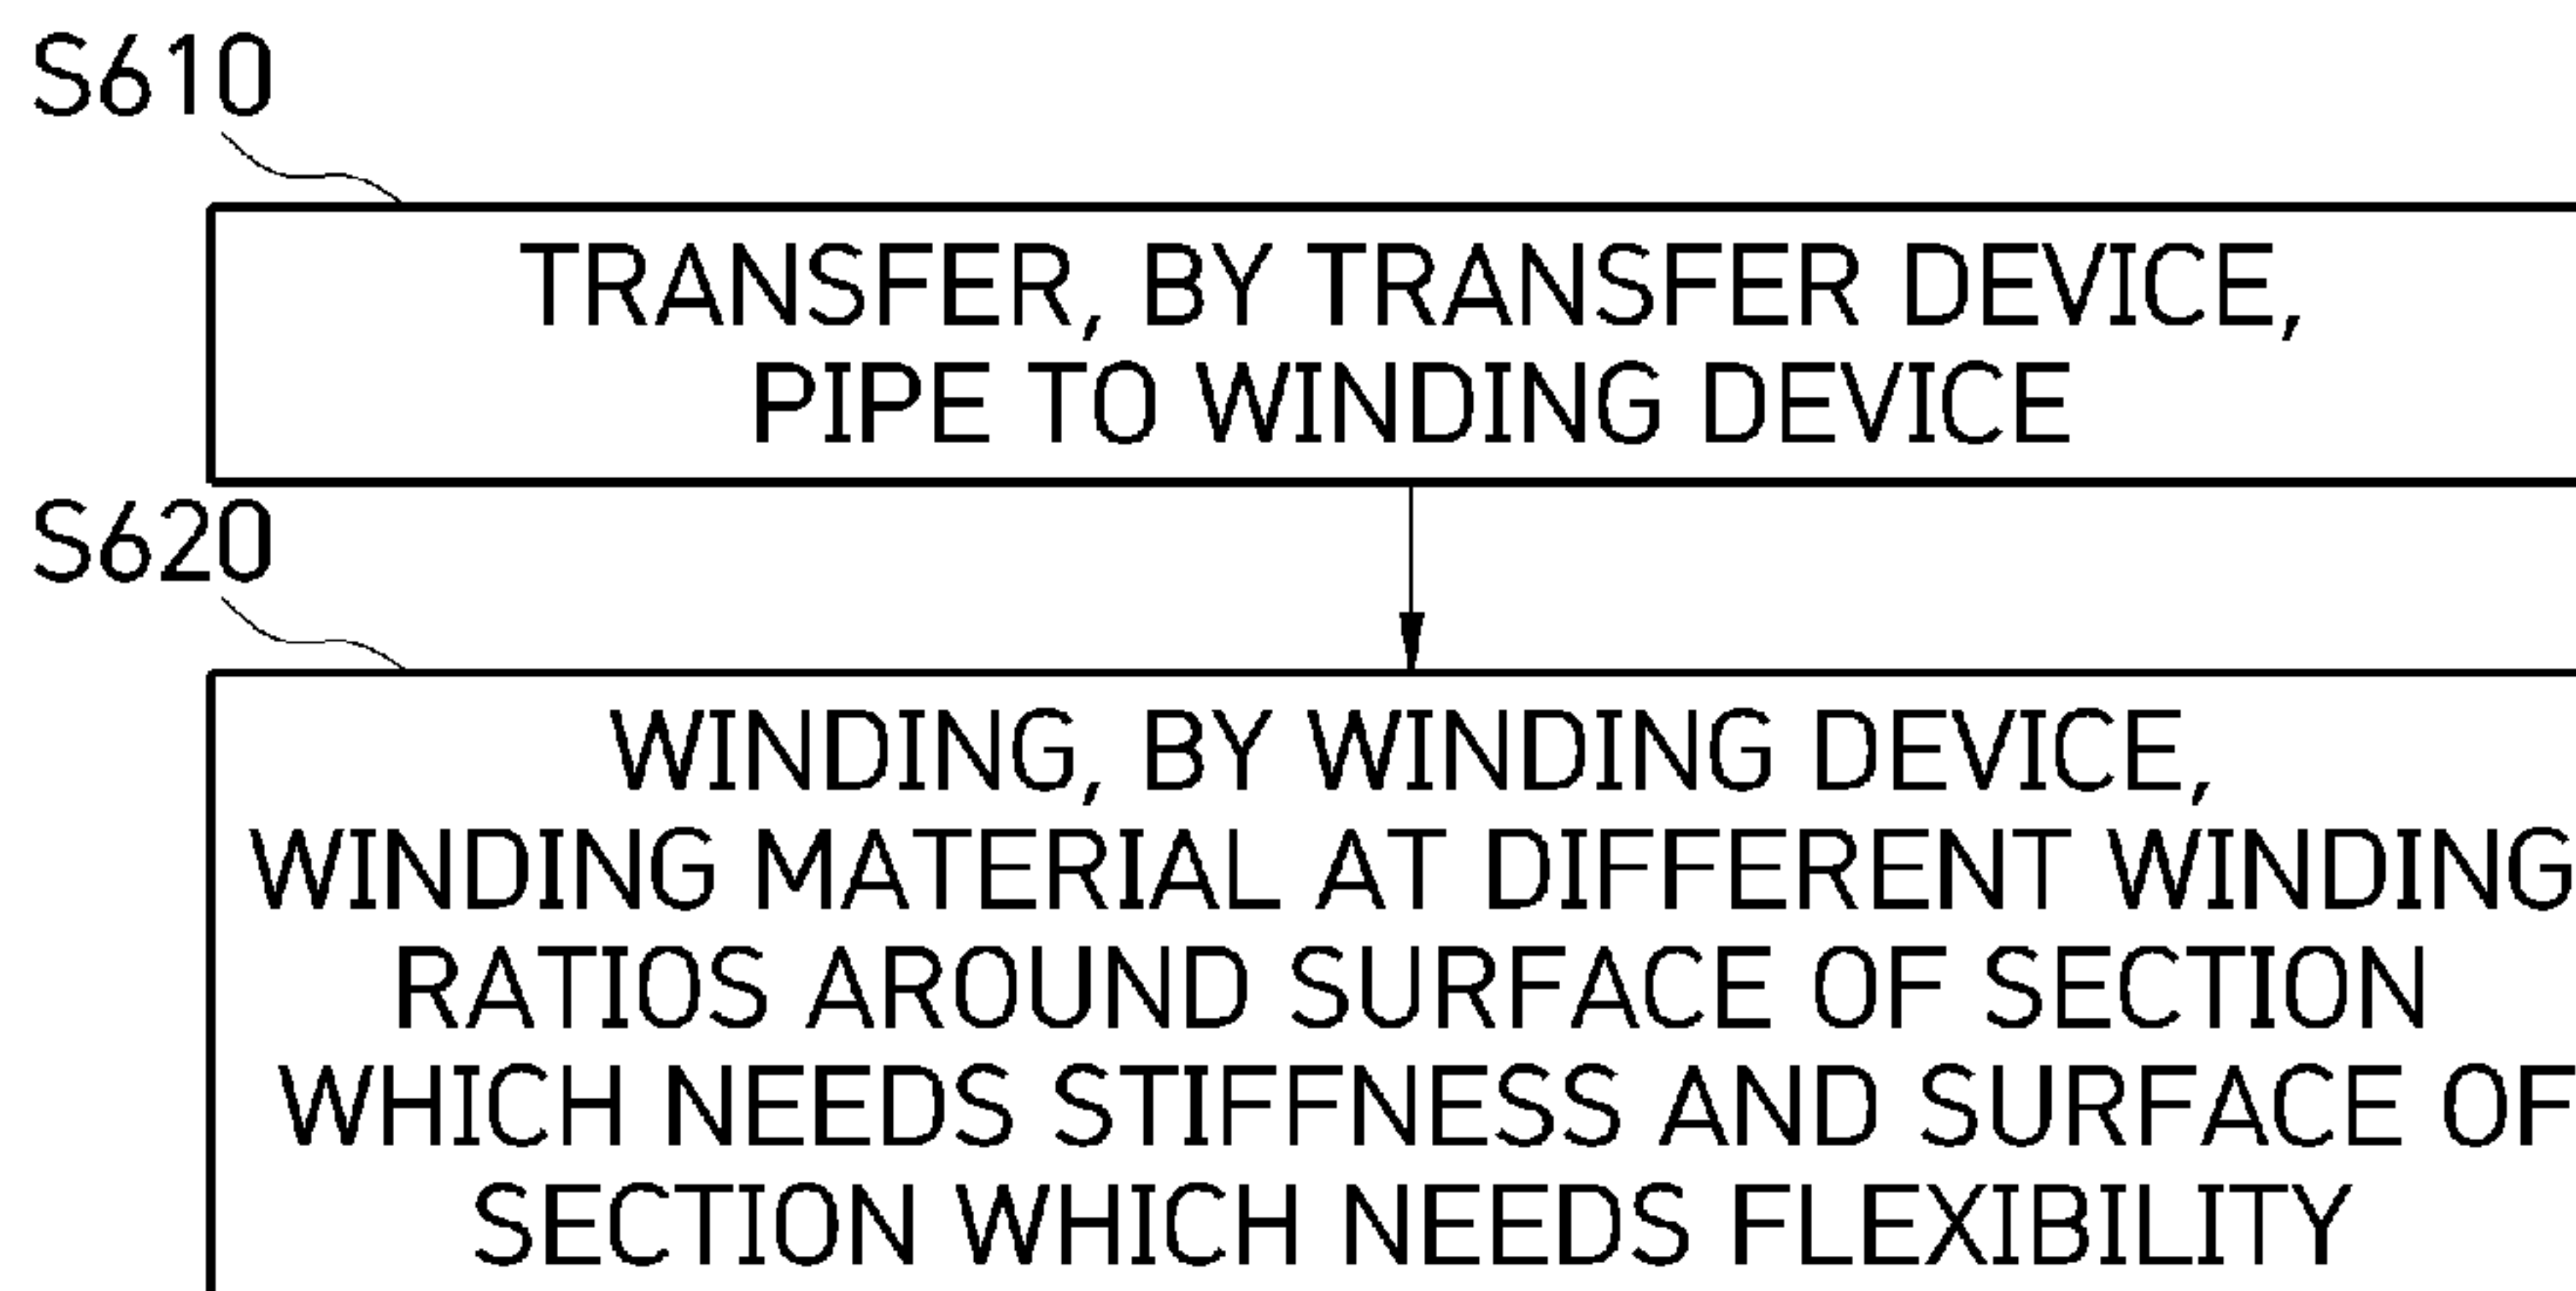 S610
TRANSFER, BY TRANSFER DEVICE,
PIPE TO WINDING DEVICE
S620
WINDING, BY WINDING DEVICE,
WINDING MATERIAL AT DIFFERENT WINDING
RATIOS AROUND SURFACE OF SECTION
WHICH NEEDS STIFFNESS AND SURFACE OF
SECTION WHICH NEEDS FLEXIBILITY